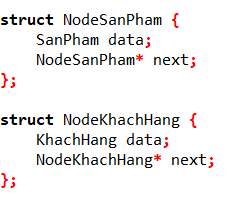 struct NodeSanPham {
    SanPham data;
    NodeSanPham* next;
};

struct NodeKhachHang {
    KhachHang data;
    NodeKhachHang* next;
};